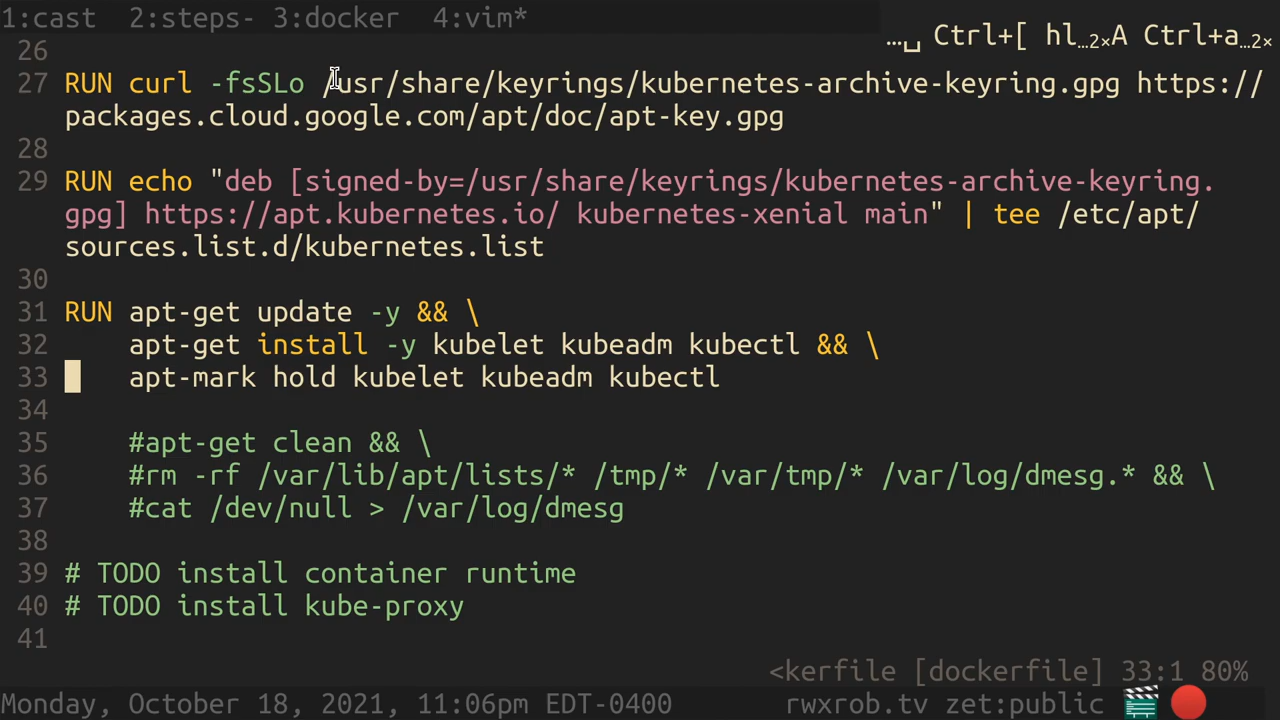 1:cast  2:steps- 3:docker  4:vim*
…␣ Ctrl+[ hl…2×A Ctrl+a…2×
26
27 RUN curl -fsSLo /usr/share/keyrings/kubernetes-archive-keyring.gpg https://
packages.cloud.google.com/apt/doc/apt-key.gpg
28
29 RUN echo "deb [signed-by=/usr/share/keyrings/kubernetes-archive-keyring.
gpg] https://apt.kubernetes.io/ kubernetes-xenial main" | tee /etc/apt/
sources.list.d/kubernetes.list
30
31 RUN apt-get update -y && \
32     apt-get install -y kubelet kubeadm kubectl && \
33     apt-mark hold kubelet kubeadm kubectl
34
35     #apt-get clean && \
36     #rm -rf /var/lib/apt/lists/* /tmp/* /var/tmp/* /var/log/dmesg.* && \
37     #cat /dev/null > /var/log/dmesg
38
39 # TODO install container runtime
40 # TODO install kube-proxy
41
<kerfile [dockerfile] 33:1 80%
Monday, October 18, 2021, 11:06pm EDT-0400 rwxrob.tv zet:public